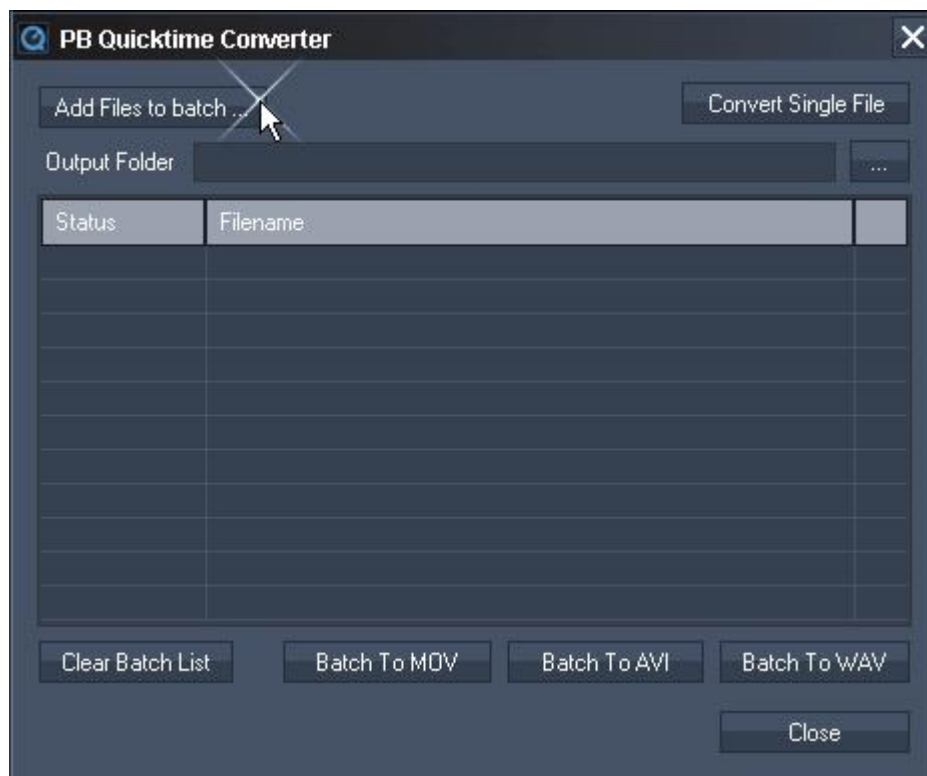 PB Quicktime Converter
Add Files to batch ...
Convert Single File
Output Folder
...
Status Filename
Clear Batch List
Batch To MOV
Batch To AVI
Batch To WAV
Close